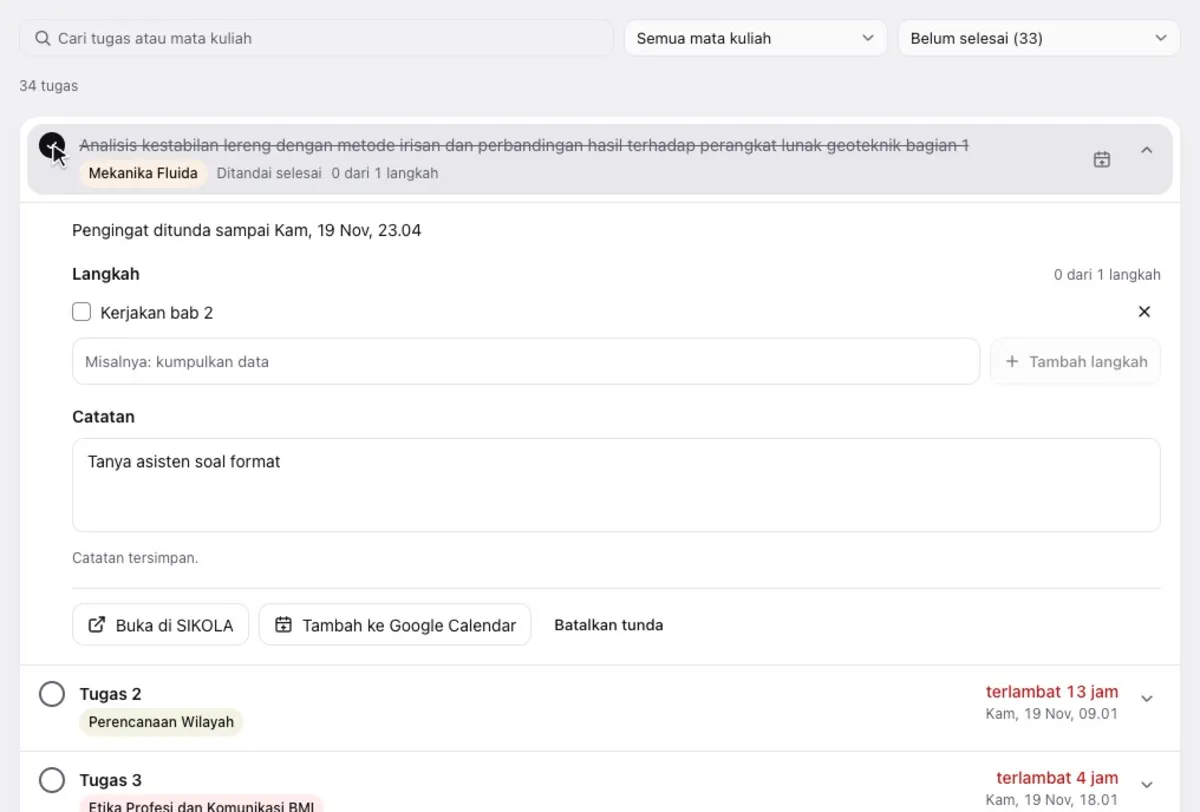 Cari tugas atau mata kuliah
Semua mata kuliah
Belum selesai (33)
34 tugas
Analisis kestabilan lereng dengan metode irisan dan perbandingan hasil terhadap perangkat lunak geoteknik bagian 1
Mekanika Fluida Ditandai selesai 0 dari 1 langkah
Pengingat ditunda sampai Kam, 19 Nov, 23.04
Langkah
0 dari 1 langkah
Kerjakan bab 2
Misalnya: kumpulkan data
+ Tambah langkah
Catatan
Tanya asisten soal format
Catatan tersimpan.
Buka di SIKOLA
Tambah ke Google Calendar
Batalkan tunda
Tugas 2
terlambat 13 jam
Perencanaan Wilayah
Kam, 19 Nov, 09.01
Tugas 3
terlambat 4 jam
Etika Profesi dan Komunikasi BMI
Kam, 19 Nov, 18.01